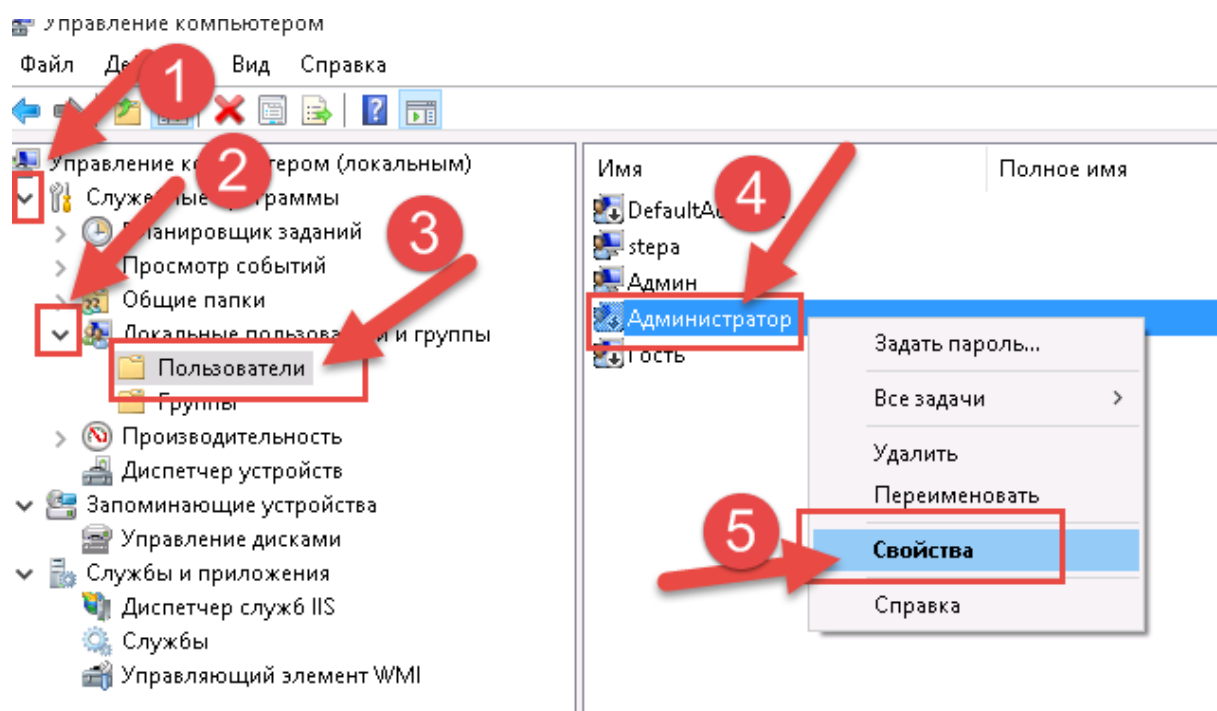 Управление компьютером
Файл Вид Справка
Управление (локальным)
Имя Полное имя
Служебные программы
Планировщик заданий
Просмотр событий
Общие папки
Локальные пользователи и группы
Пользователи
Группы
Производительность
Диспетчер устройств
Запоминающие устройства
Управление дисками
Службы и приложения
Диспетчер служб IIS
Службы
Управляющий элемент WMI
stepa
Админ
Администратор
Гость
Задать пароль...
Все задачи
Удалить
Переименовать
Свойства
Справка
1
2
3
4
5